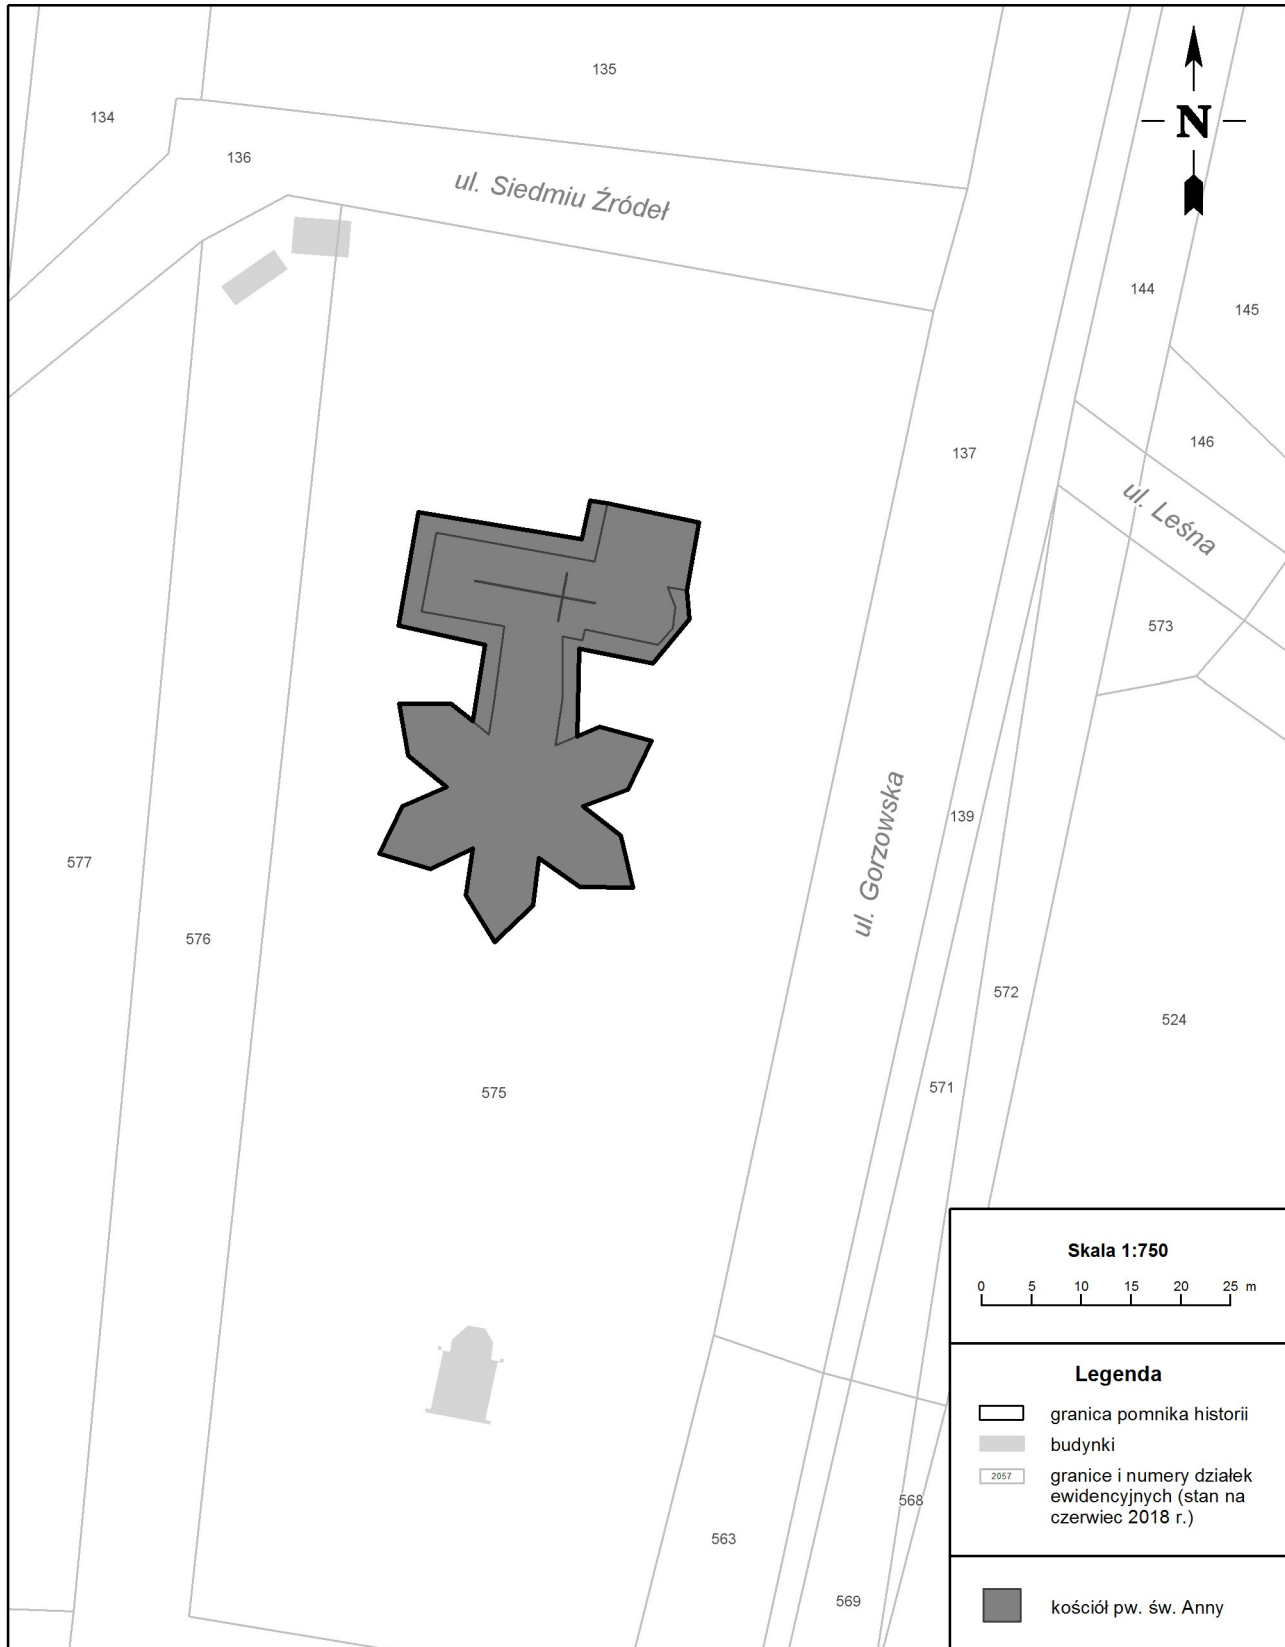 135
134
N
136
ul. Siedmiu Źródeł
144
145
146
137
ul. Leśna
573
139
ul. Gorzowska
577
576
572
524
575
571
Skala 1:750
0 5 10 15 20 25 m
Legenda
granica pomnika historii
budynki
2057 granice i numery działek
ewidencyjnych (stan na
czerwiec 2018 r.)
568
563
569
kościół pw. św. Anny